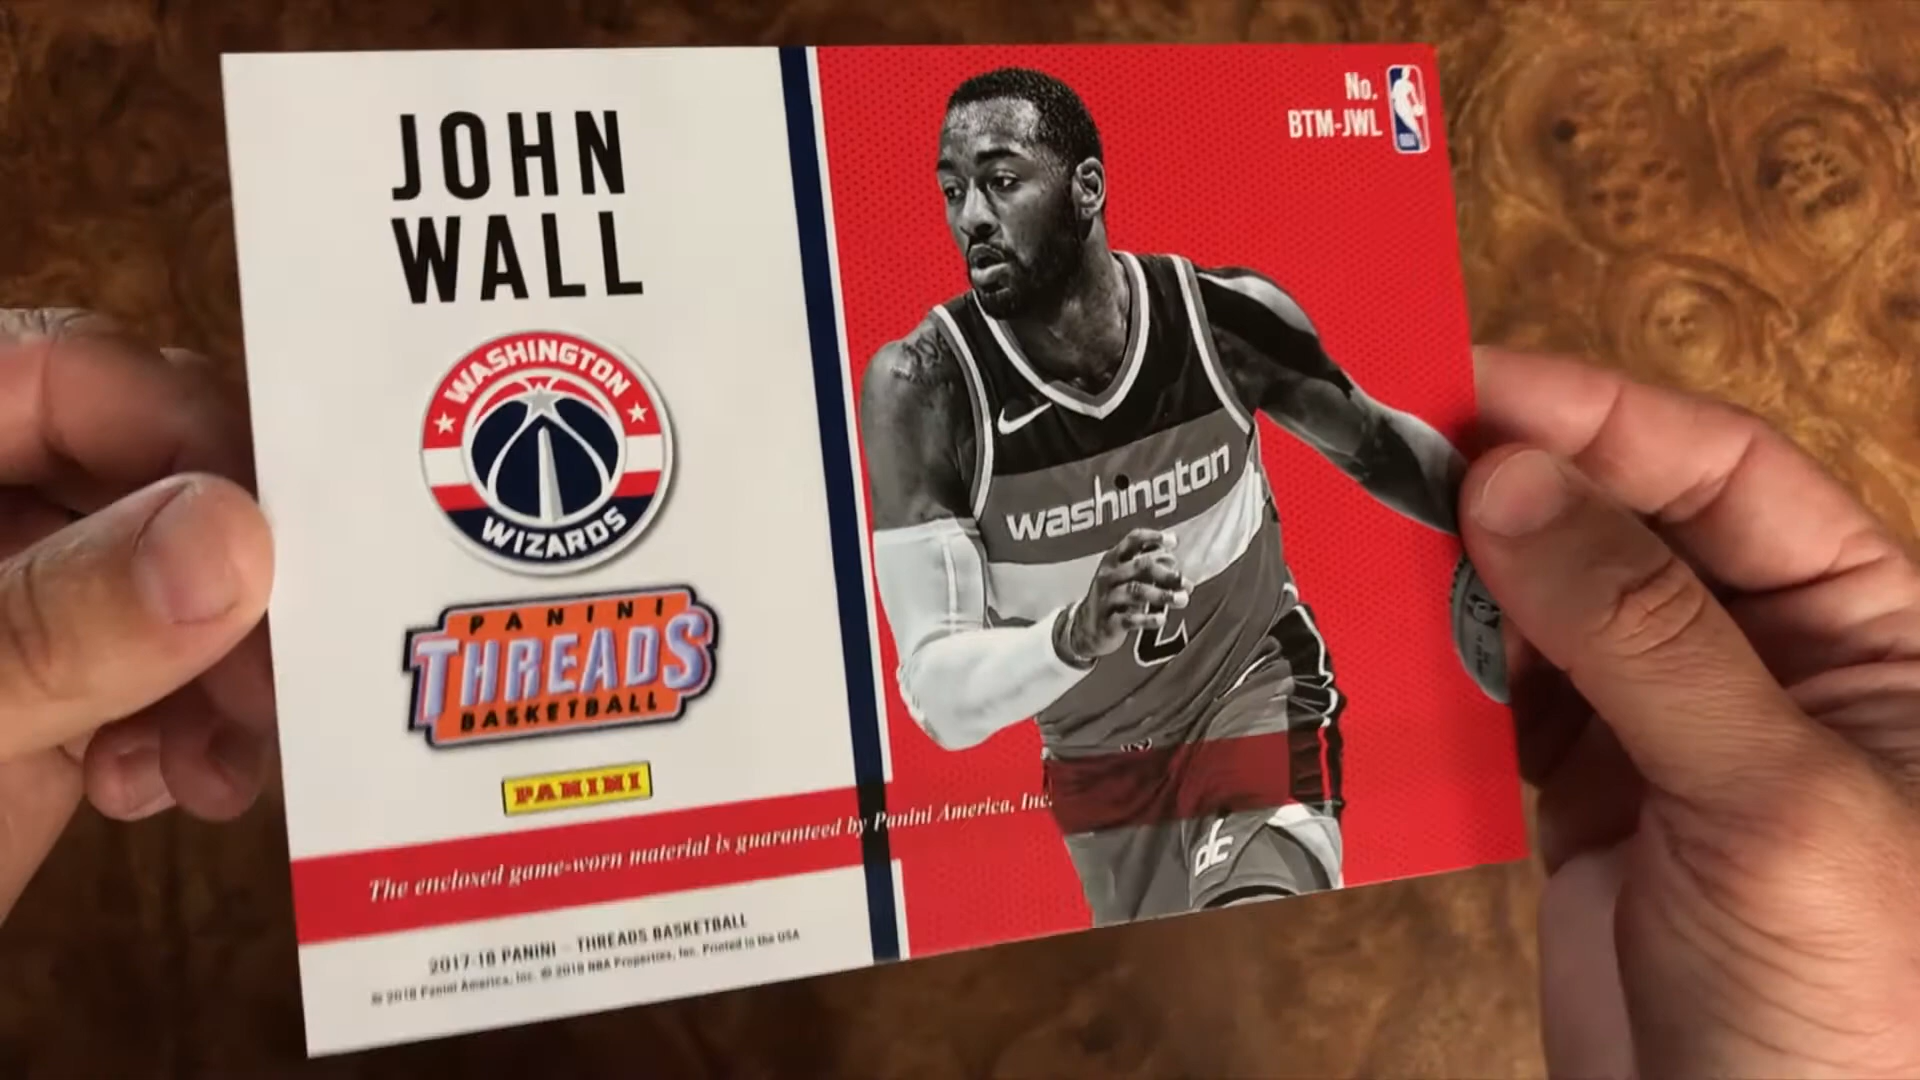 JOHN
WALL
No.
BTM-JWL
WASHINGTON
WIZARDS
washington
PANINI
THREADS
BASKETBALL
PANINI
The enclosed game-worn material is guaranteed by Panini America, Inc.
dc
2017-18 PANINI - THREADS BASKETBALL
© 2018 Panini America, Inc. © 2018 NBA Properties, Inc. Printed in the USA